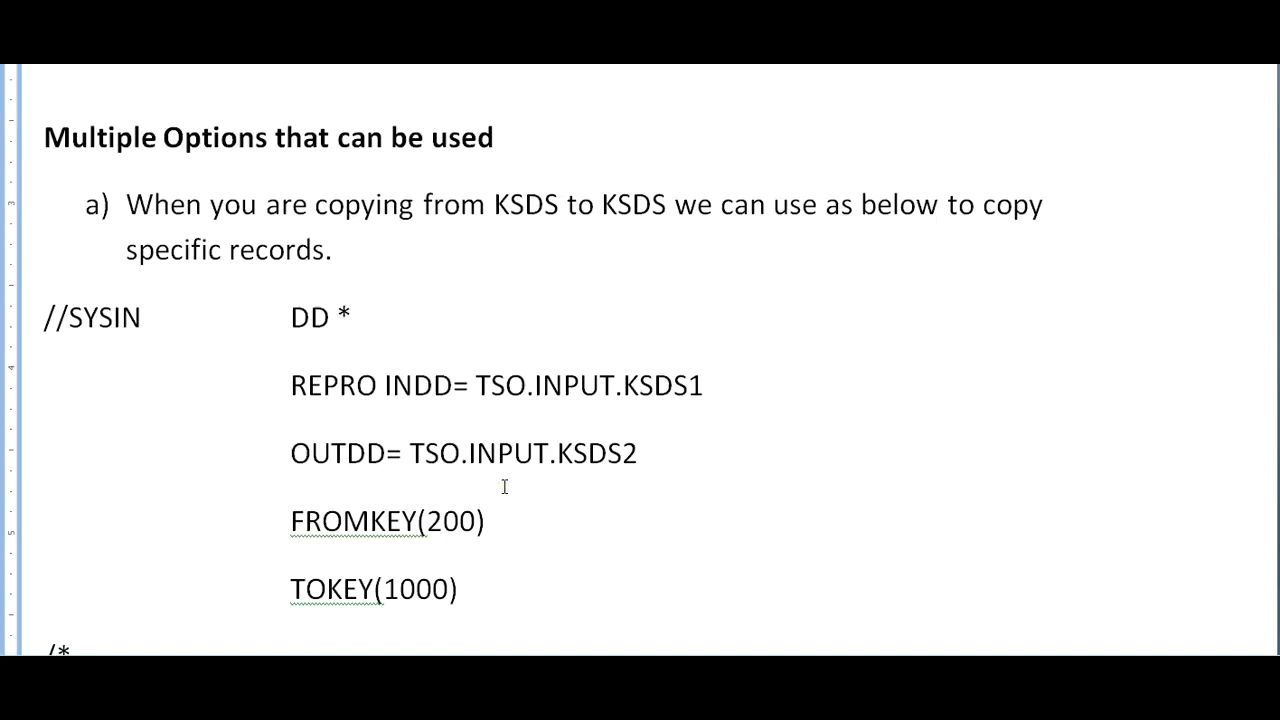 Multiple Options that can be used
a) When you are copying from KSDS to KSDS we can use as below to copy
specific records.
//SYSIN DD *
REPRO INDD= TSO.INPUT.KSDS1
OUTDD= TSO.INPUT.KSDS2
FROMKEY(200)
TOKEY(1000)
/*